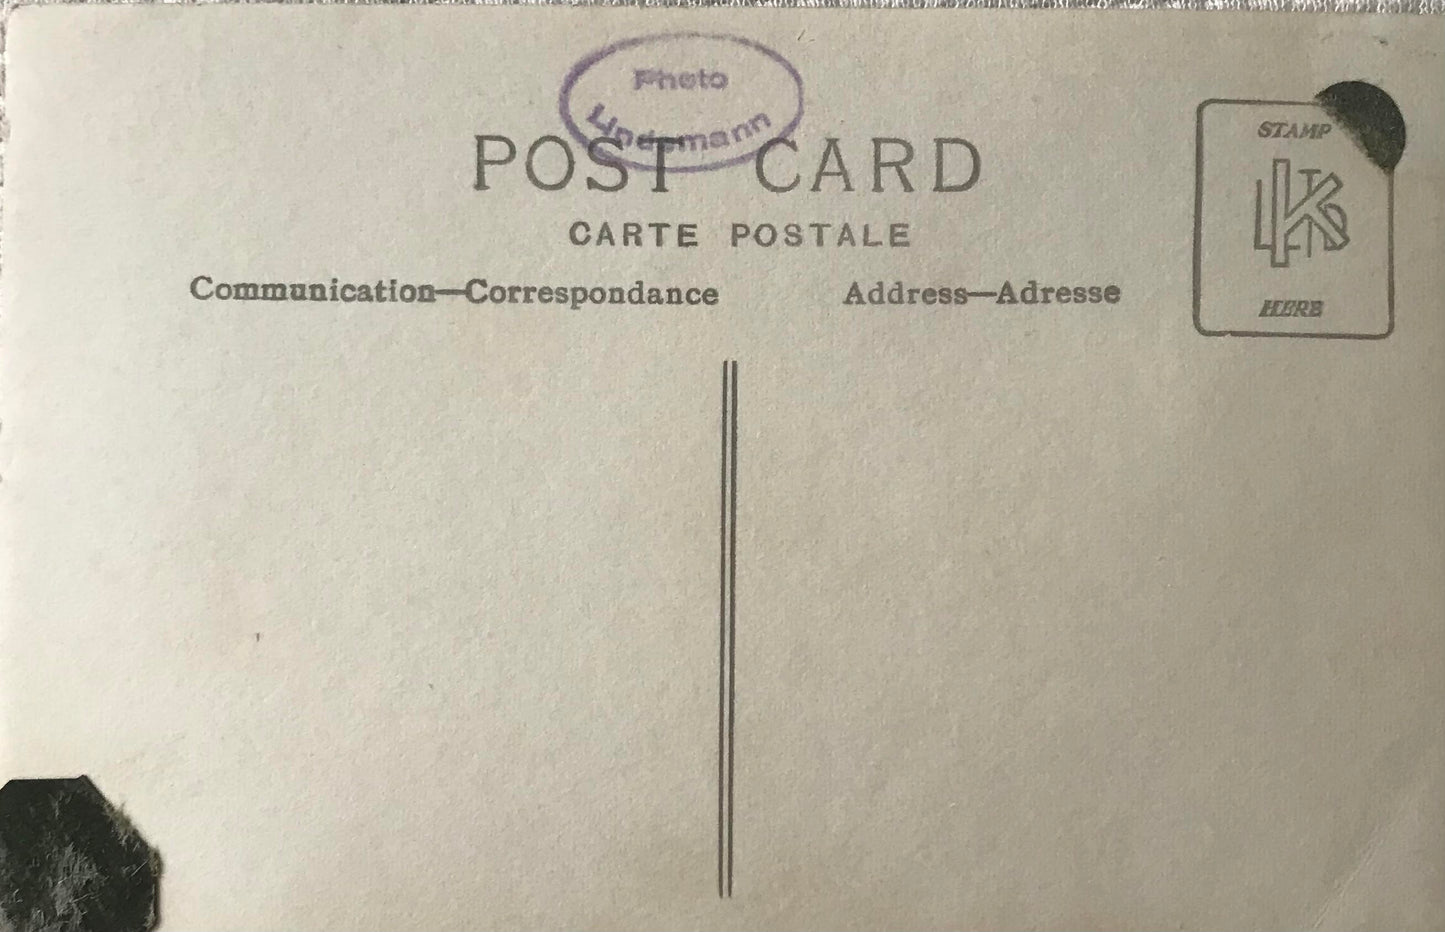 Photo
Lindemann
POST CARD
CARTE POSTALE
Communication—Correspondance
Address—Adresse
STAMP
HERE